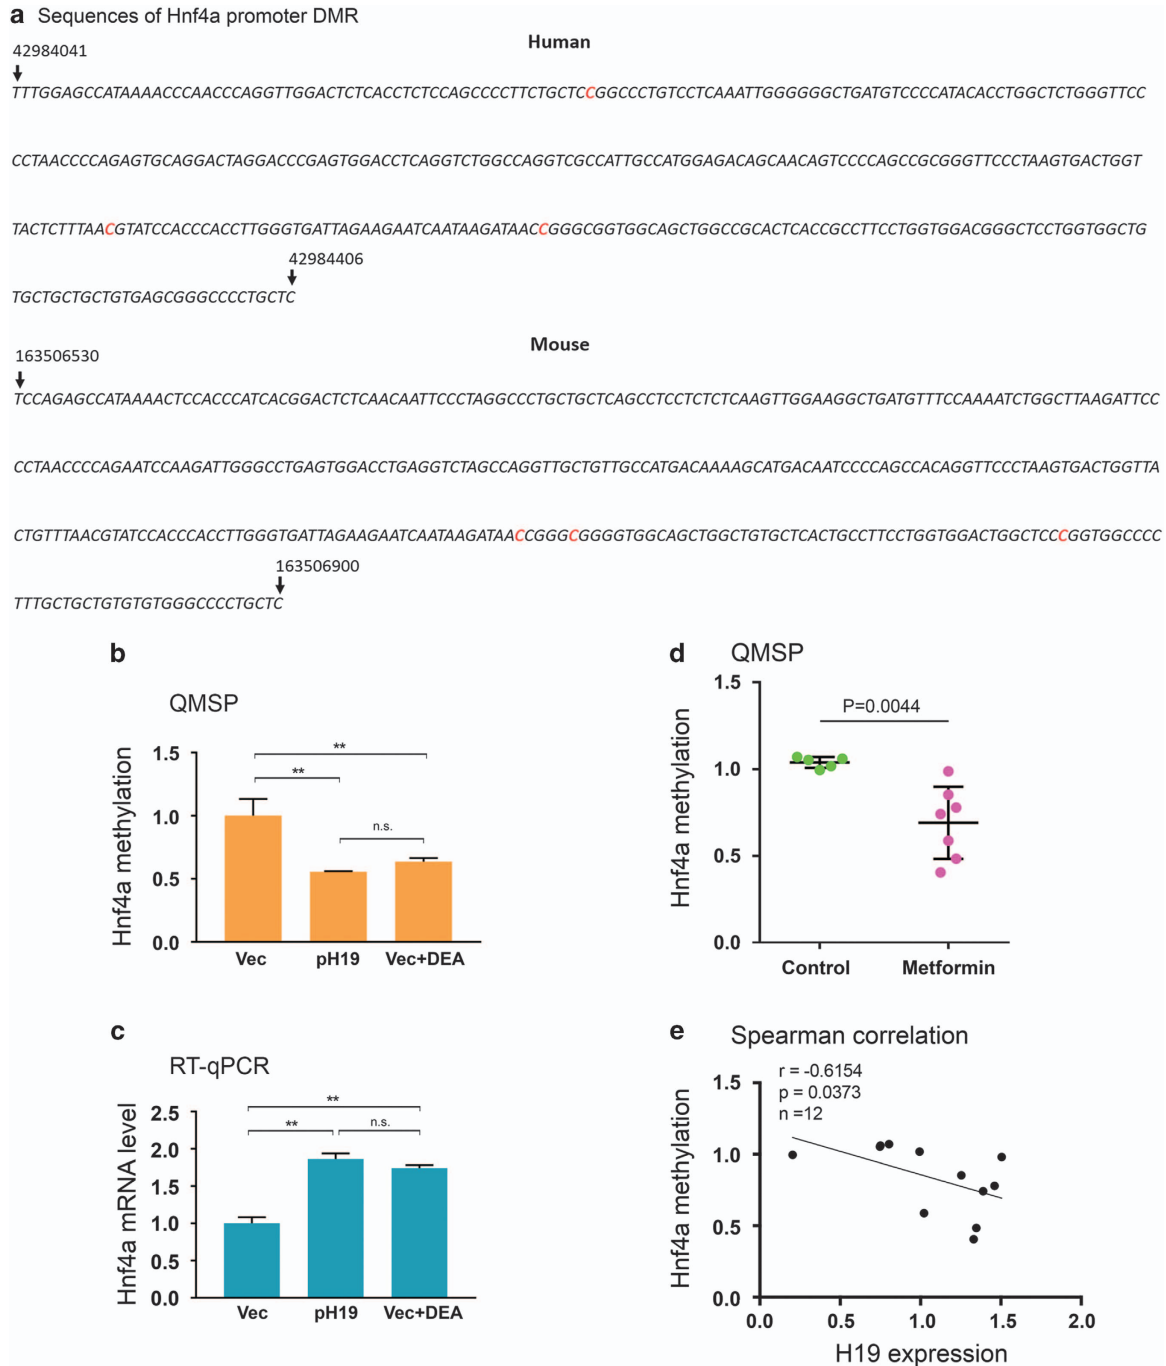 a Sequences of Hnf4a promoter DMR
Human
42984041
TTTGGAGCCATAAAACCCAACCCAGGTTGGACTCTCACCTCTCCAGCCCCTTCTGCTCCGGCCCTGTCCTCAAATTGGGGGGCTGATGTCCCCATACACCTGGCTCTGGGTTCC
CCTAACCCCAGAGTGCAGGACTAGGACCCGAGTGGACCTCAGGTCTGGCCAGGTCGCCATTGCCATGGAGACAGCAACAGTCCCCAGCCGCGGGTTCCCTAAGTGACTGGT
TACTCTTTAACGTATCCACCCACCTTGGGTGATTAGAAGAATCAATAAGATAACCGGGCGGTGGCAGCTGGCCGCACTCACCGCCTTCCTGGTGGACGGGCTCCTGGTGGCTG
42984406
TGCTGCTGCTGTGAGCGGGCCCCTGCTC
Mouse
163506530
TCCAGAGCCATAAAACTCCACCCATCACGGACTCTCAACAATTCCCTAGGCCCTGCTGCTCAGCCTCCTCTCTCAAGTTGGAAGGCTGATGTTTCCAAAATCTGGCTTAAGATTCC
CCTAACCCCAGAATCCAAGATTGGGCCTGAGTGGACCTGAGGTCTAGCCAGGTTGCTGTTGCCATGACAAAAGCATGACAATCCCCAGCCACAGGTTCCCTAAGTGACTGGTTA
CTGTTTAACGTATCCACCCACCTTGGGTGATTAGAAGAATCAATAAGATAACCGGGCGGGGTGGCAGCTGGCTGTGCTCACTGCCTTCCTGGTGGACTGGCTCCCGGTGGCCCC
163506900
TTTGCTGCTGTGTGTGGGCCCCTGCTC
b
QMSP
Hnf4a methylation
1.5
1.0
0.5
0.0
**
**
n.s.
Vec pH19 Vec+DEA
c
RT-qPCR
Hnf4a mRNA level
2.5
2.0
1.5
1.0
0.5
0.0
**
**
n.s.
Vec pH19 Vec+DEA
d QMSP
Hnf4a methylation
1.5
1.0
0.5
0.0
P=0.0044
Control Metformin
e Spearman correlation
r = -0.6154
p = 0.0373
n =12
Hnf4a methylation
1.5
1.0
0.5
0.0
0.0 0.5 1.0 1.5 2.0
H19 expression